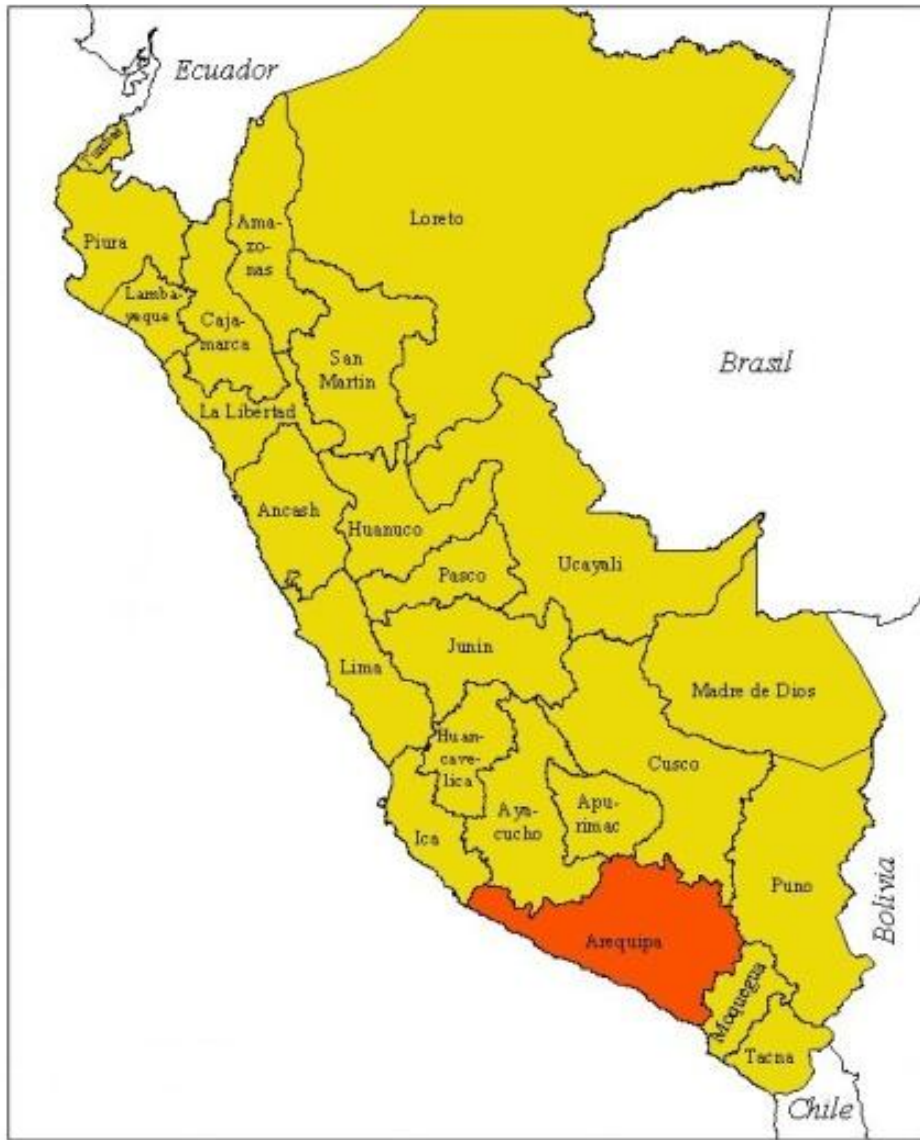 Ecuador
Tumbes
Loreto
Ama-
zo-
nas
Piura
Lamba-
yeque
Caja-
marca
San
Martin
Brasil
La Libertad
Ancash
Huanuco
Ucayali
Pasco
Junin
Lima
Madre de Dios
Huan-
cave-
lica
Cusco
Apu-
rimac
Aya-
cucho
Ica
Puno
Bolivia
Arequipa
Moquegua
Tacna
Chile